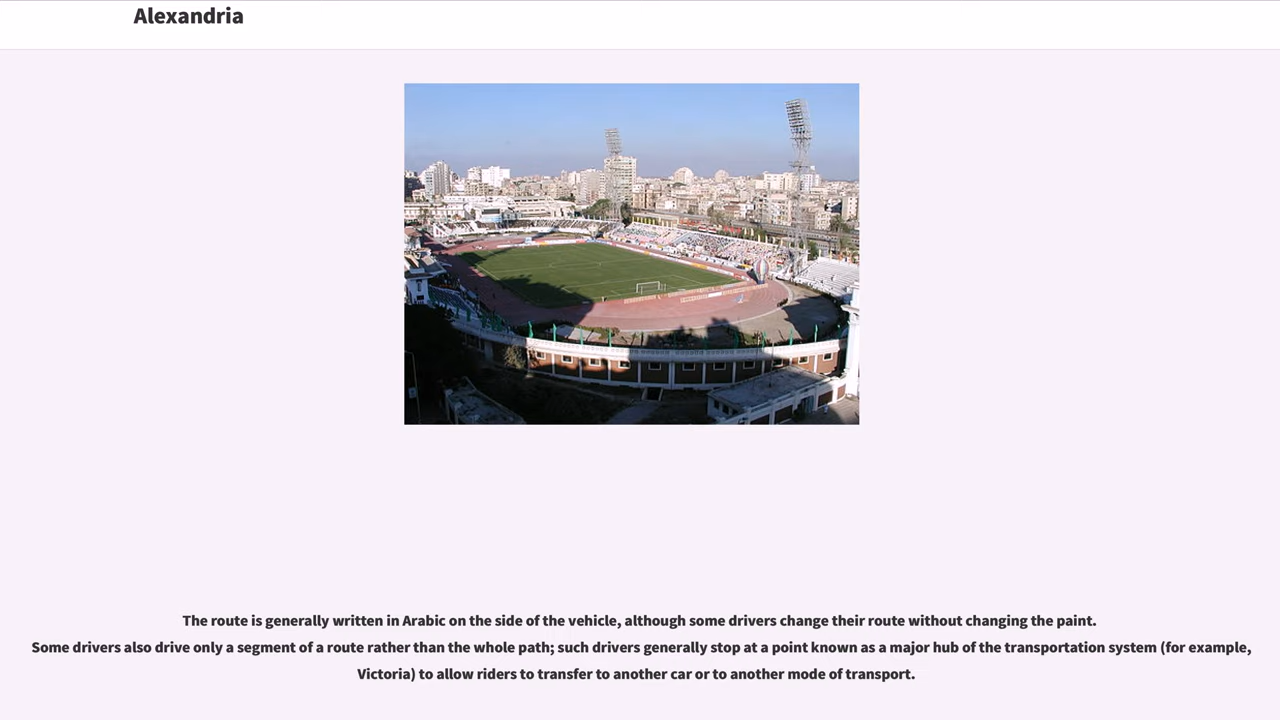 Alexandria
The route is generally written in Arabic on the side of the vehicle, although some drivers change their route without changing the paint.
Some drivers also drive only a segment of a route rather than the whole path; such drivers generally stop at a point known as a major hub of the transportation system (for example,
Victoria) to allow riders to transfer to another car or to another mode of transport.